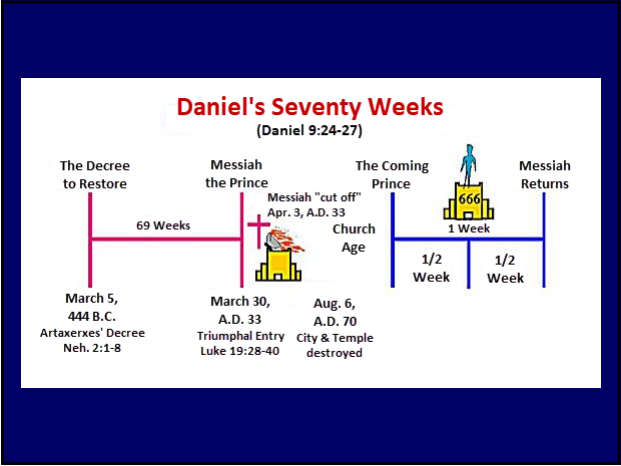 Daniel's Seventy Weeks
(Daniel 9:24-27)
The Decree
to Restore
Messiah
the Prince
Messiah "cut off"
Apr. 3, A.D. 33
The Coming
Prince
Messiah
Returns
666
69 Weeks
Church
Age
1 Week
1/2
Week
1/2
Week
March 5,
444 B.C.
Artaxerxes' Decree
Neh. 2:1-8
March 30,
A.D. 33
Triumphal Entry
Luke 19:28-40
Aug. 6,
A.D. 70
City & Temple
destroyed